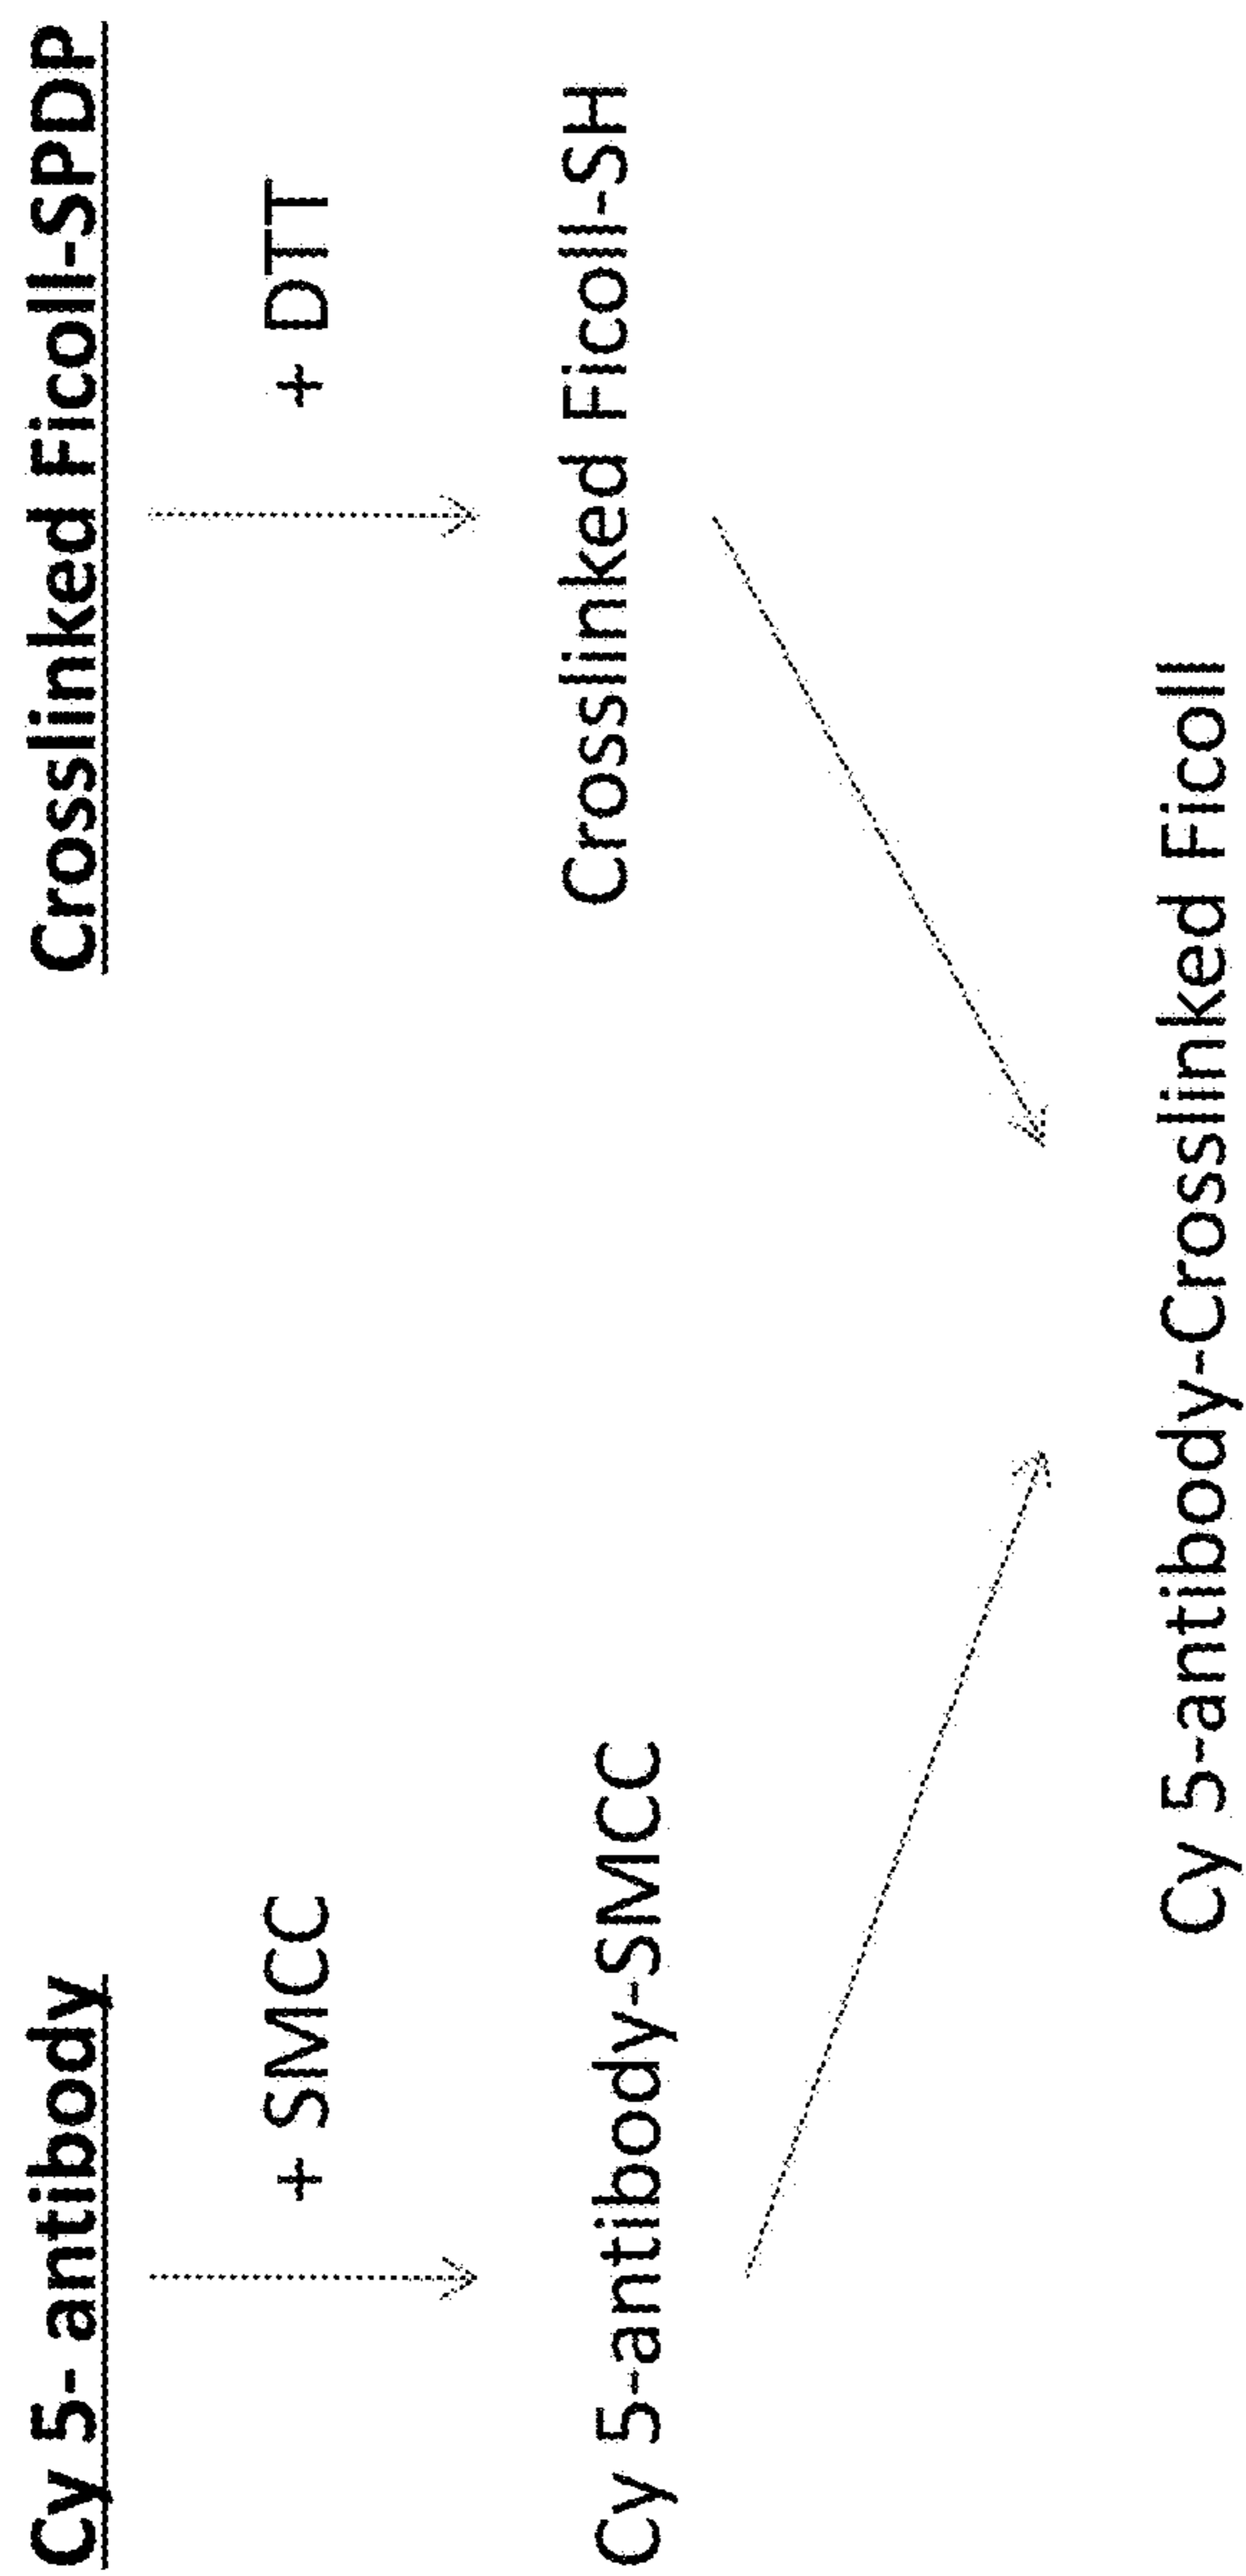 Cy 5- antibody
Crosslinked Ficoll-SPDP
+ SMCC
+ DTT
Cy 5-antibody-SMCC
Crosslinked Ficoll-SH
Cy 5-antibody-Crosslinked Ficoll